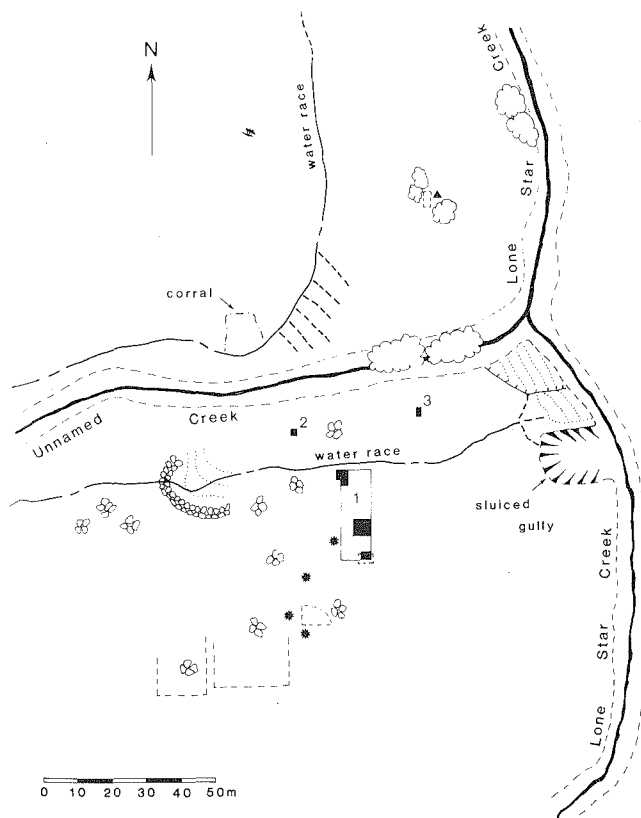 N
water race
Creek
Star
Lone
corral
Unnamed
Creek
2
3
water race
1
sluiced
gully
Creek
Star
Lone
0 10 20 30 40 50m